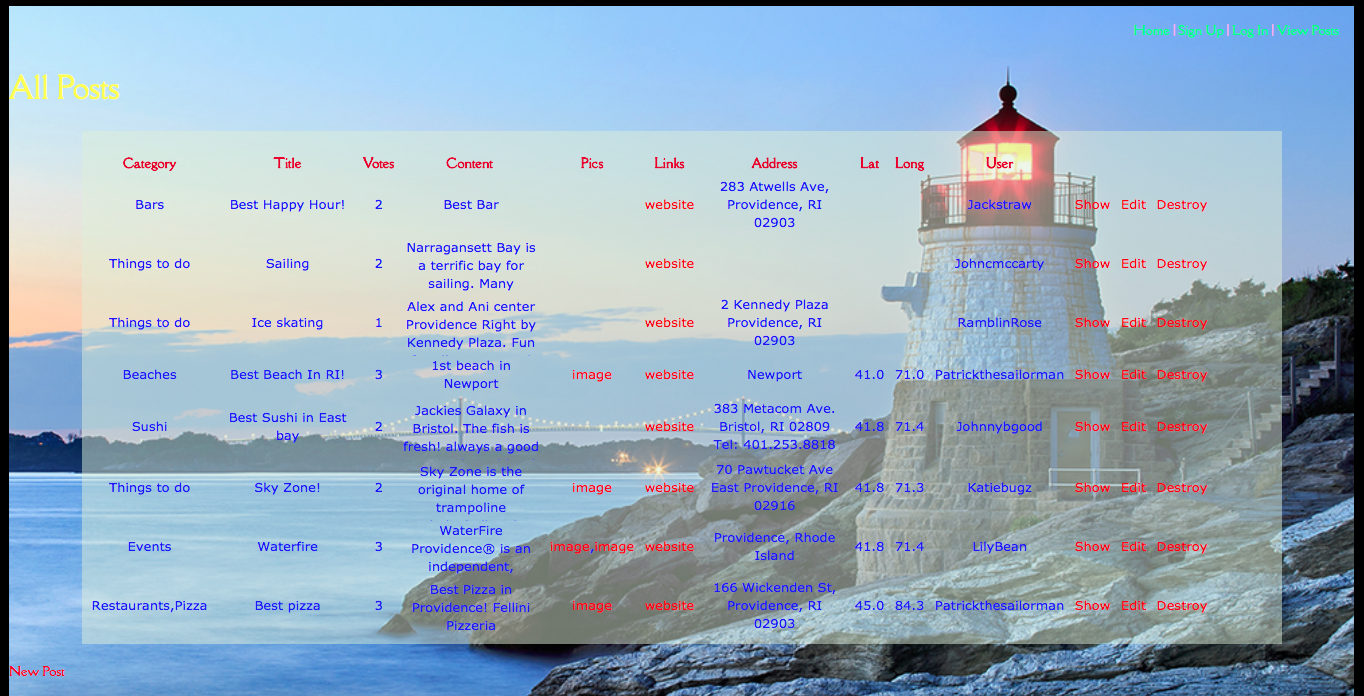 Home | Sign Up | Log In | View Posts
All Posts
Category Title Votes Content Pics Links Address Lat Long User
Bars Best Happy Hour! 2 Best Bar website 283 Atwells Ave,
Providence, RI
02903 Jackstraw Show Edit Destroy
Things to do Sailing 2 Narragansett Bay is
a terrific bay for
sailing. Many website Johncmccarty Show Edit Destroy
Things to do Ice skating 1 Alex and Ani center
Providence Right by
Kennedy Plaza. Fun website 2 Kennedy Plaza
Providence, RI
02903 RamblinRose Show Edit Destroy
Beaches Best Beach In RI! 3 1st beach in
Newport image website Newport 41.0 71.0 Patrickthesailorman Show Edit Destroy
Sushi Best Sushi in East
bay 2 Jackies Galaxy in
Bristol. The fish is
fresh! always a good website 383 Metacom Ave.
Bristol, RI 02809
Tel: 401.253.8818 41.8 71.4 Johnnybgood Show Edit Destroy
Things to do Sky Zone! 2 Sky Zone is the
original home of
trampoline image website 70 Pawtucket Ave
East Providence, RI
02916 41.8 71.3 Katiebugz Show Edit Destroy
Events Waterfire 3 WaterFire
Providence® is an
independent, image,image website Providence, Rhode
Island 41.8 71.4 LilyBean Show Edit Destroy
Restaurants,Pizza Best pizza 3 Best Pizza in
Providence! Fellini
Pizzeria image website 166 Wickenden St,
Providence, RI
02903 45.0 84.3 Patrickthesailorman Show Edit Destroy
New Post